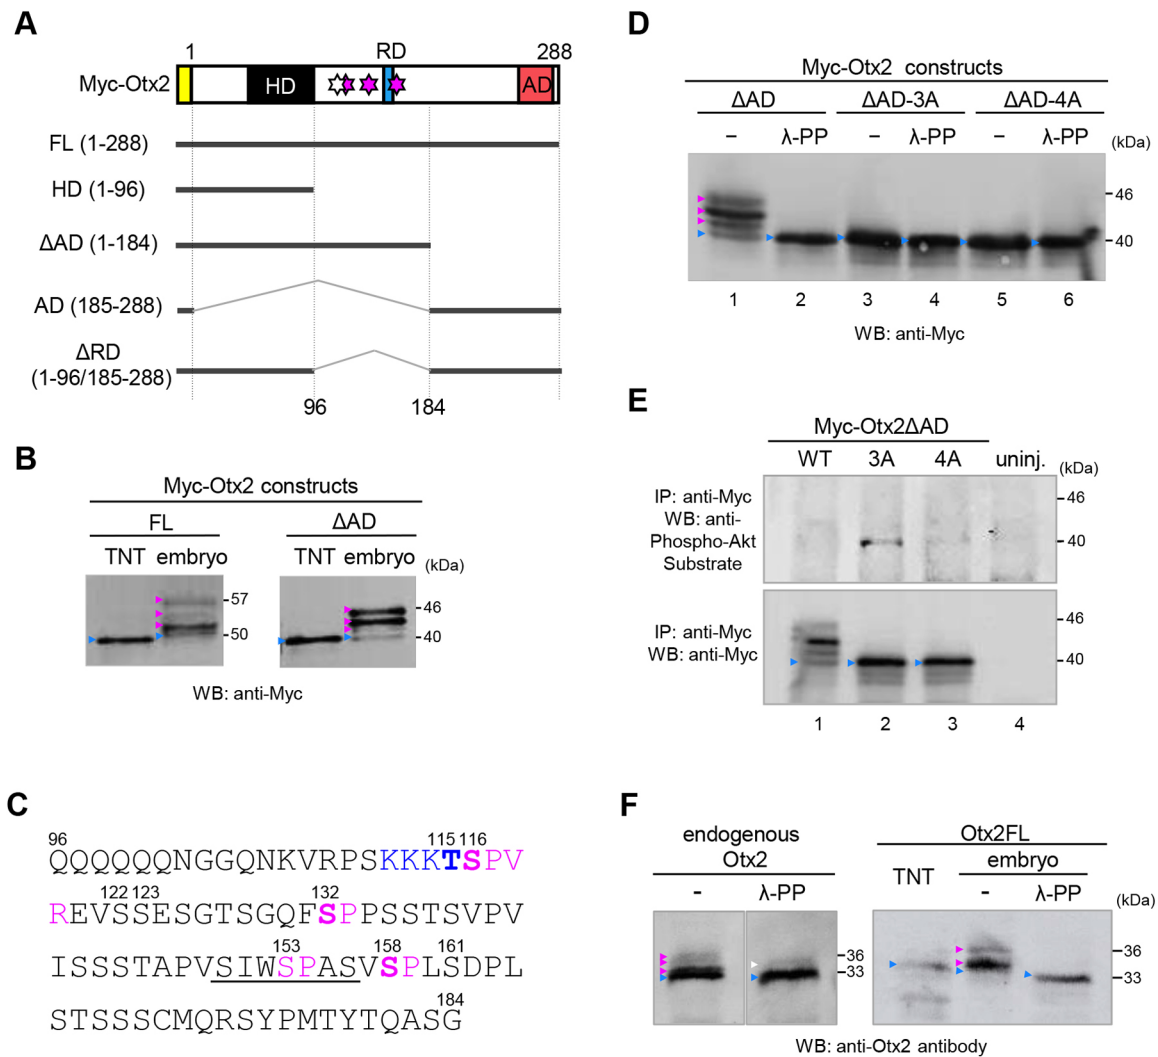 A
1 RD 288
Myc-Otx2 HD AD
FL (1-288)
HD (1-96)
ΔAD (1-184)
AD (185-288)
ΔRD
(1-96/185-288)
96 184
B
Myc-Otx2 constructs
FL ΔAD
TNT embryo TNT embryo (kDa)
57 46
50 40
WB: anti-Myc
C
96 115 116
QQQQQQNGGQNKVRPSKKKTSPV
122 123 132
REVSSESGTSGQFSPPSSTSVPV
153 158 161
ISSSTAPVSIWSPASVSPLSDPL
184
STSSSCMQRSYPMTYTQASG
D
Myc-Otx2 constructs
ΔAD ΔAD-3A ΔAD-4A
– λ-PP – λ-PP – λ-PP (kDa)
46
40
1 2 3 4 5 6
WB: anti-Myc
E
Myc-Otx2ΔAD
WT 3A 4A uninj. (kDa)
IP: anti-Myc
WB: anti-
Phospho-Akt
Substrate
46
40
IP: anti-Myc
WB: anti-Myc
46
40
1 2 3 4
F
endogenous
Otx2
- λ-PP
36
33
Otx2FL
embryo
TNT - λ-PP (kDa)
36
33
WB: anti-Otx2 antibody